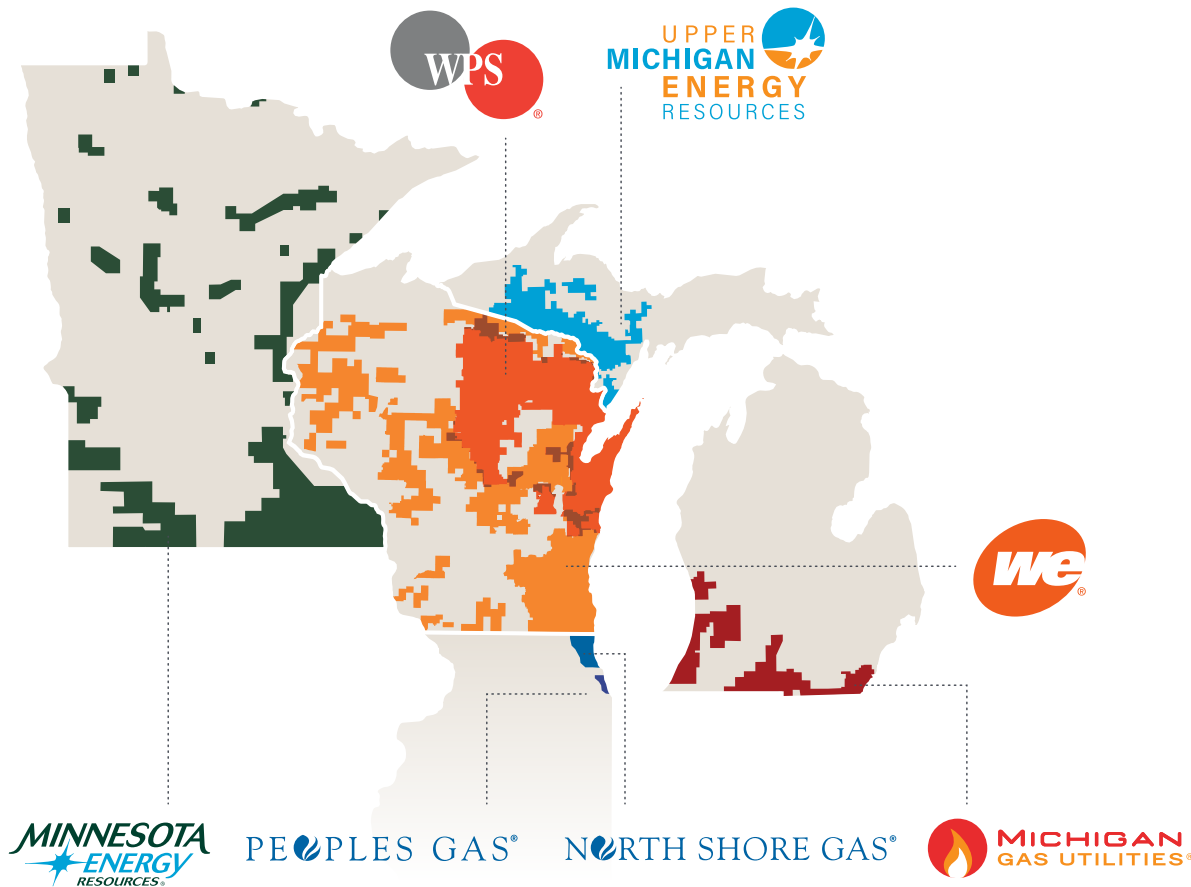 WPS®
UPPER
MICHIGAN
ENERGY
RESOURCES
we®
MINNESOTA
ENERGY
RESOURCES®
PEOPLES GAS®
NORTH SHORE GAS®
MICHIGAN
GAS UTILITIES®